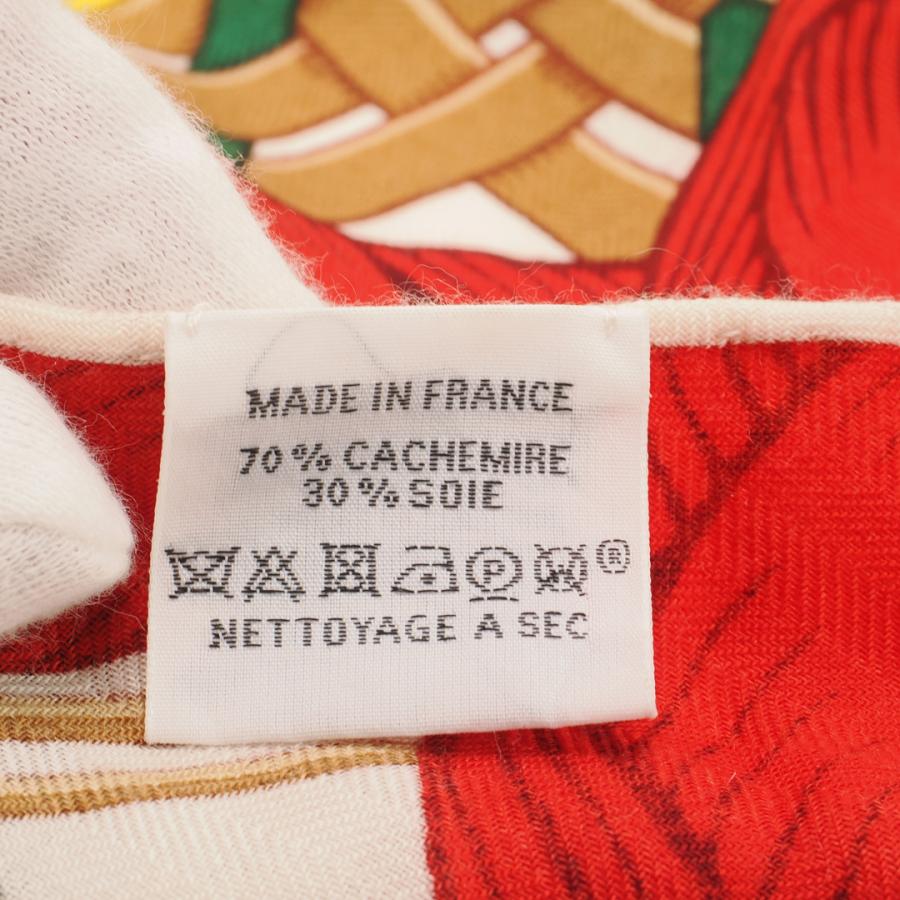 MADE IN FRANCE
70% CACHEMIRE
30% SOIE
P W ®
NETTOYAGE A SEC